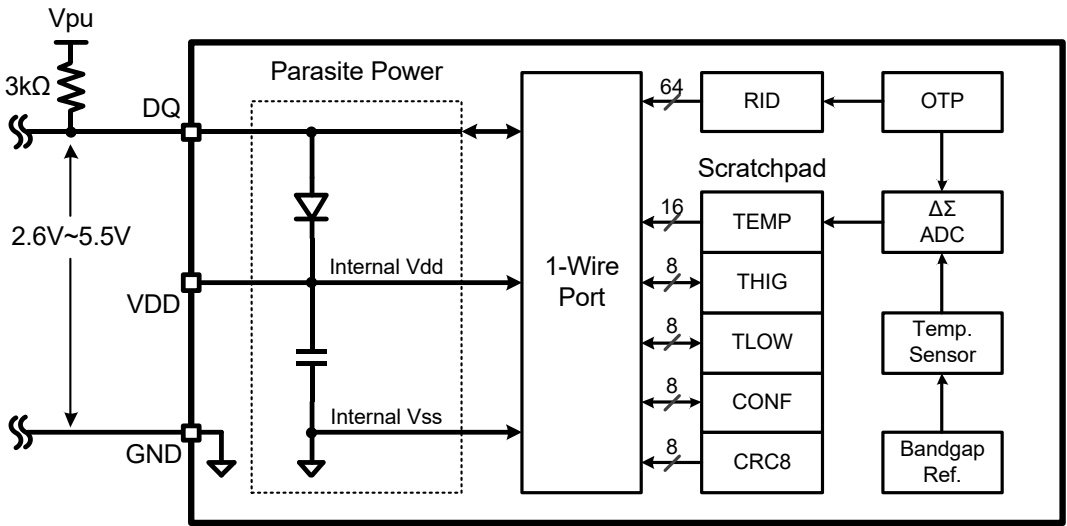 Vpu
3kΩ
DQ
2.6V~5.5V
VDD
GND
Parasite Power
Internal Vdd
Internal Vss
1-Wire
Port
64
RID
OTP
Scratchpad
16
TEMP
ΔΣ
ADC
8
THIG
8
TLOW
Temp.
Sensor
8
CONF
8
CRC8
Bandgap
Ref.